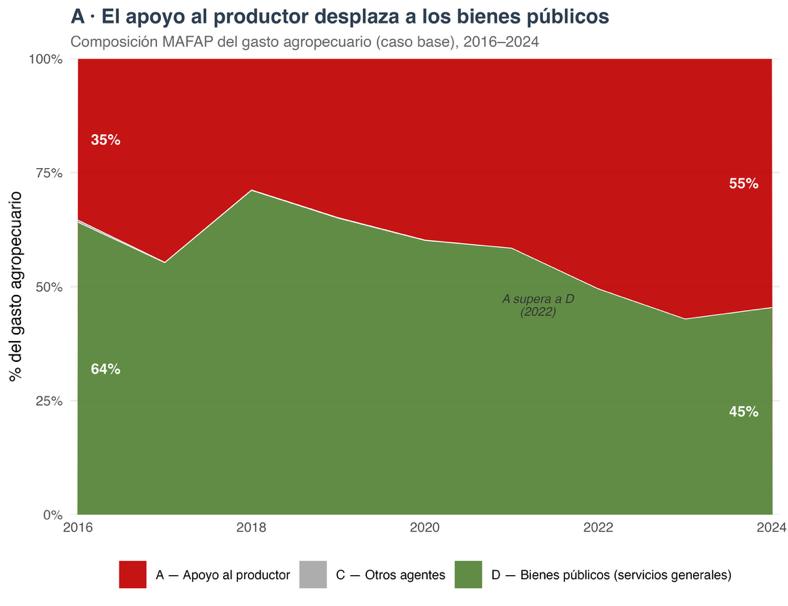 A · El apoyo al productor desplaza a los bienes públicos
Composición MAFAP del gasto agropecuario (caso base), 2016–2024
100%
75%
50%
25%
0%
% del gasto agropecuario
35%
55%
A supera a D
(2022)
64%
45%
2016
2018
2020
2022
2024
A — Apoyo al productor
C — Otros agentes
D — Bienes públicos (servicios generales)